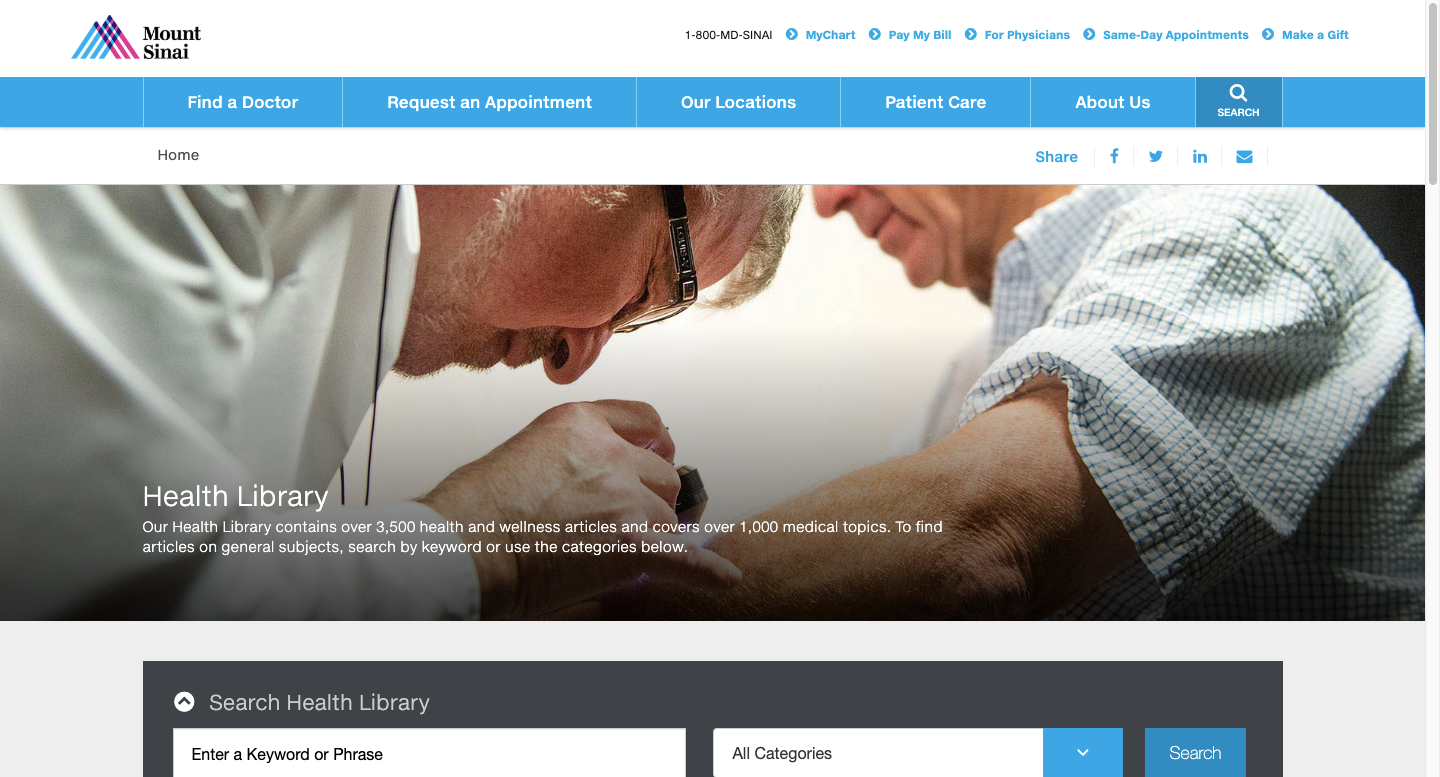 Mount
Sinai
1-800-MD-SINAI MyChart Pay My Bill For Physicians Same-Day Appointments Make a Gift
Find a Doctor Request an Appointment Our Locations Patient Care About Us SEARCH
Home Share
Health Library
Our Health Library contains over 3,500 health and wellness articles and covers over 1,000 medical topics. To find
articles on general subjects, search by keyword or use the categories below.
Search Health Library
Enter a Keyword or Phrase All Categories Search